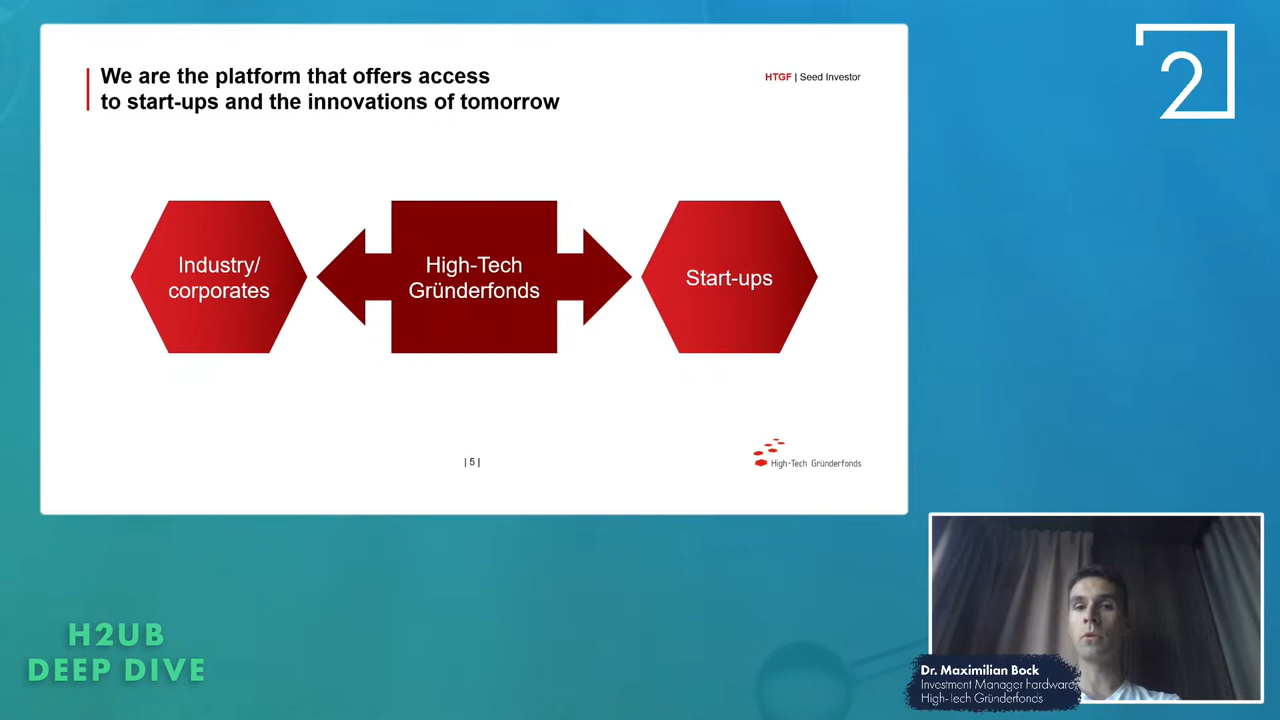 We are the platform that offers access
to start-ups and the innovations of tomorrow
HTGF | Seed Investor
Industry/
corporates
High-Tech
Gründerfonds
Start-ups
| 5 |
High-Tech Gründerfonds
2
H2UB
DEEP DIVE
Dr. Maximilian Bock
Investment Manager hardware
High-Tech Gründerfonds